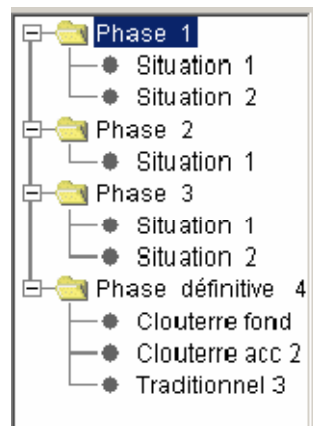 Phase 1
Situation 1
Situation 2
Phase 2
Situation 1
Phase 3
Situation 1
Situation 2
Phase définitive 4
Clouterre fond
Clouterre acc 2
Traditionnel 3